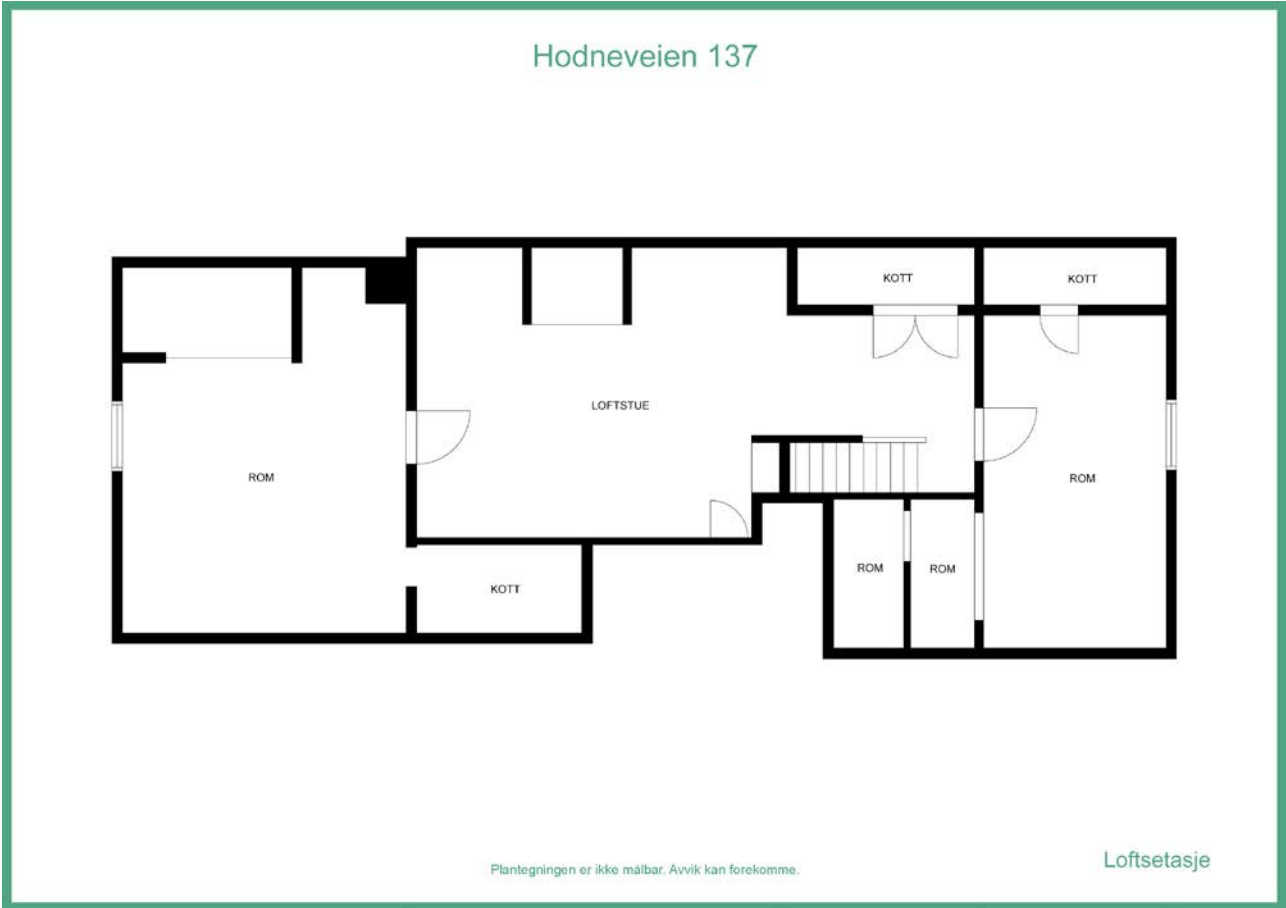 Hodneveien 137
KOTT
KOTT
LOFTSTUE
ROM
ROM
ROM
ROM
KOTT
Plantegningen er ikke målbar. Avvik kan forekomme.
Loftsetasje